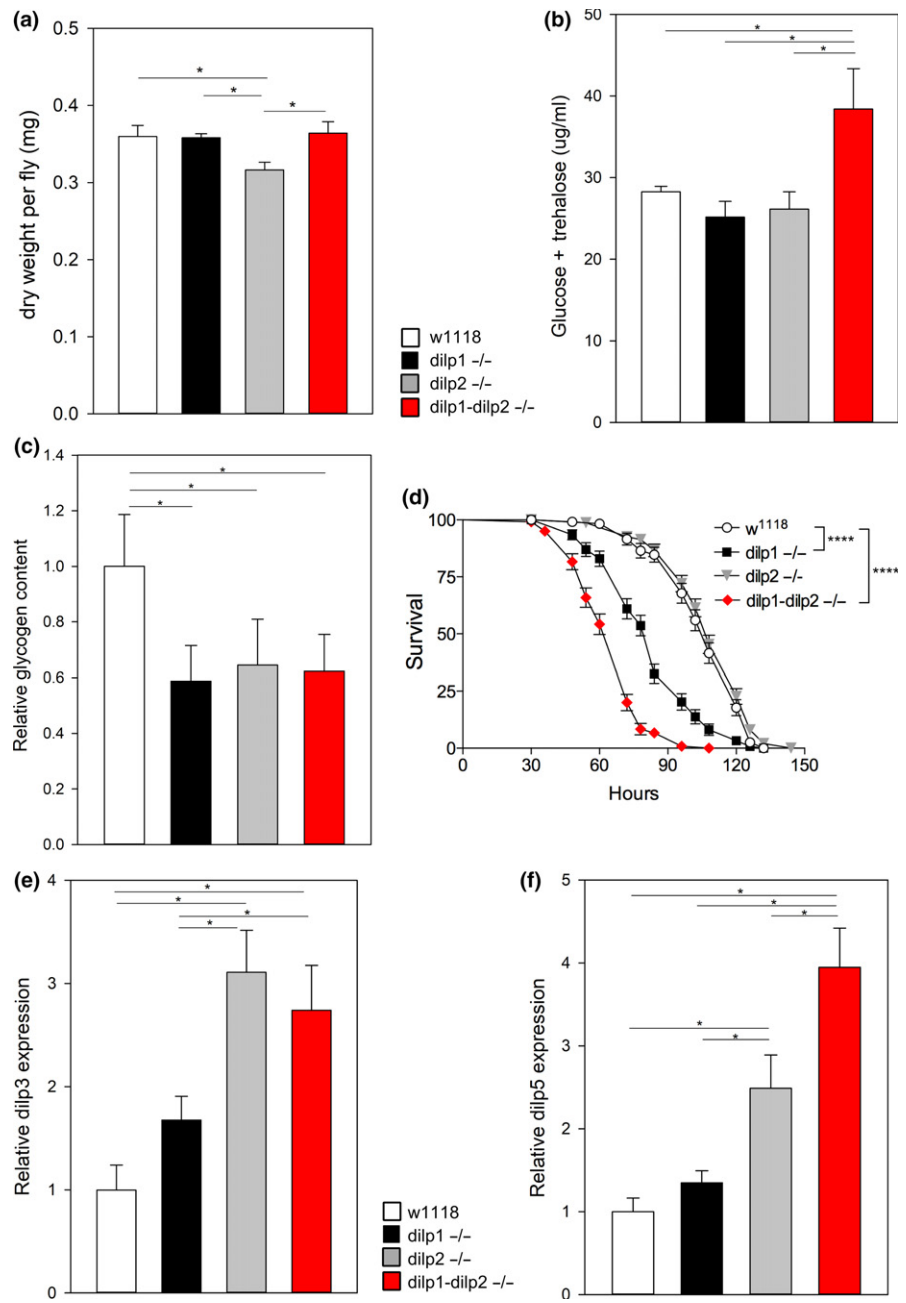 (a)
0.5
0.4
0.3
0.2
0.1
0.0
dry weight per fly (mg)
*
*
*
w1118
dilp1 –/–
dilp2 –/–
dilp1-dilp2 –/–
(b)
50
40
30
20
10
0
Glucose + trehalose (ug/ml)
*
*
*
(c)
1.4
1.2
1.0
0.8
0.6
0.4
0.2
0.0
Relative glycogen content
*
*
*
(d)
100
75
50
25
0
Survival
0 30 60 90 120 150
Hours
w1118
dilp1 –/–
dilp2 –/–
dilp1-dilp2 –/–
****
****
(e)
4
3
2
1
0
Relative dilp3 expression
*
*
*
*
w1118
dilp1 –/–
dilp2 –/–
dilp1-dilp2 –/–
(f)
5
4
3
2
1
0
Relative dilp5 expression
*
*
*
*
*